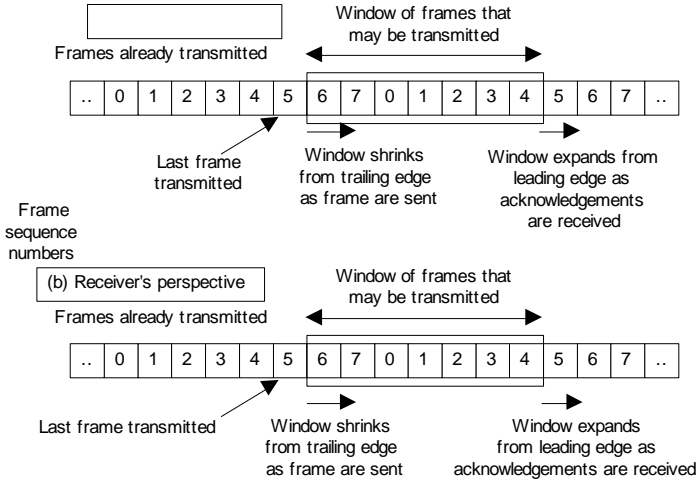 Window of frames that
may be transmitted
Frames already transmitted
.. 0 1 2 3 4 5 6 7 0 1 2 3 4 5 6 7 ..
Last frame
transmitted
Window shrinks
from trailing edge
as frame are sent
Window expands from
leading edge as
acknowledgements
are received
Frame
sequence
numbers
(b) Receiver's perspective
Window of frames that
may be transmitted
Frames already transmitted
.. 0 1 2 3 4 5 6 7 0 1 2 3 4 5 6 7 ..
Last frame transmitted
Window shrinks
from trailing edge
as frame are sent
Window expands
from leading edge as
acknowledgements are received